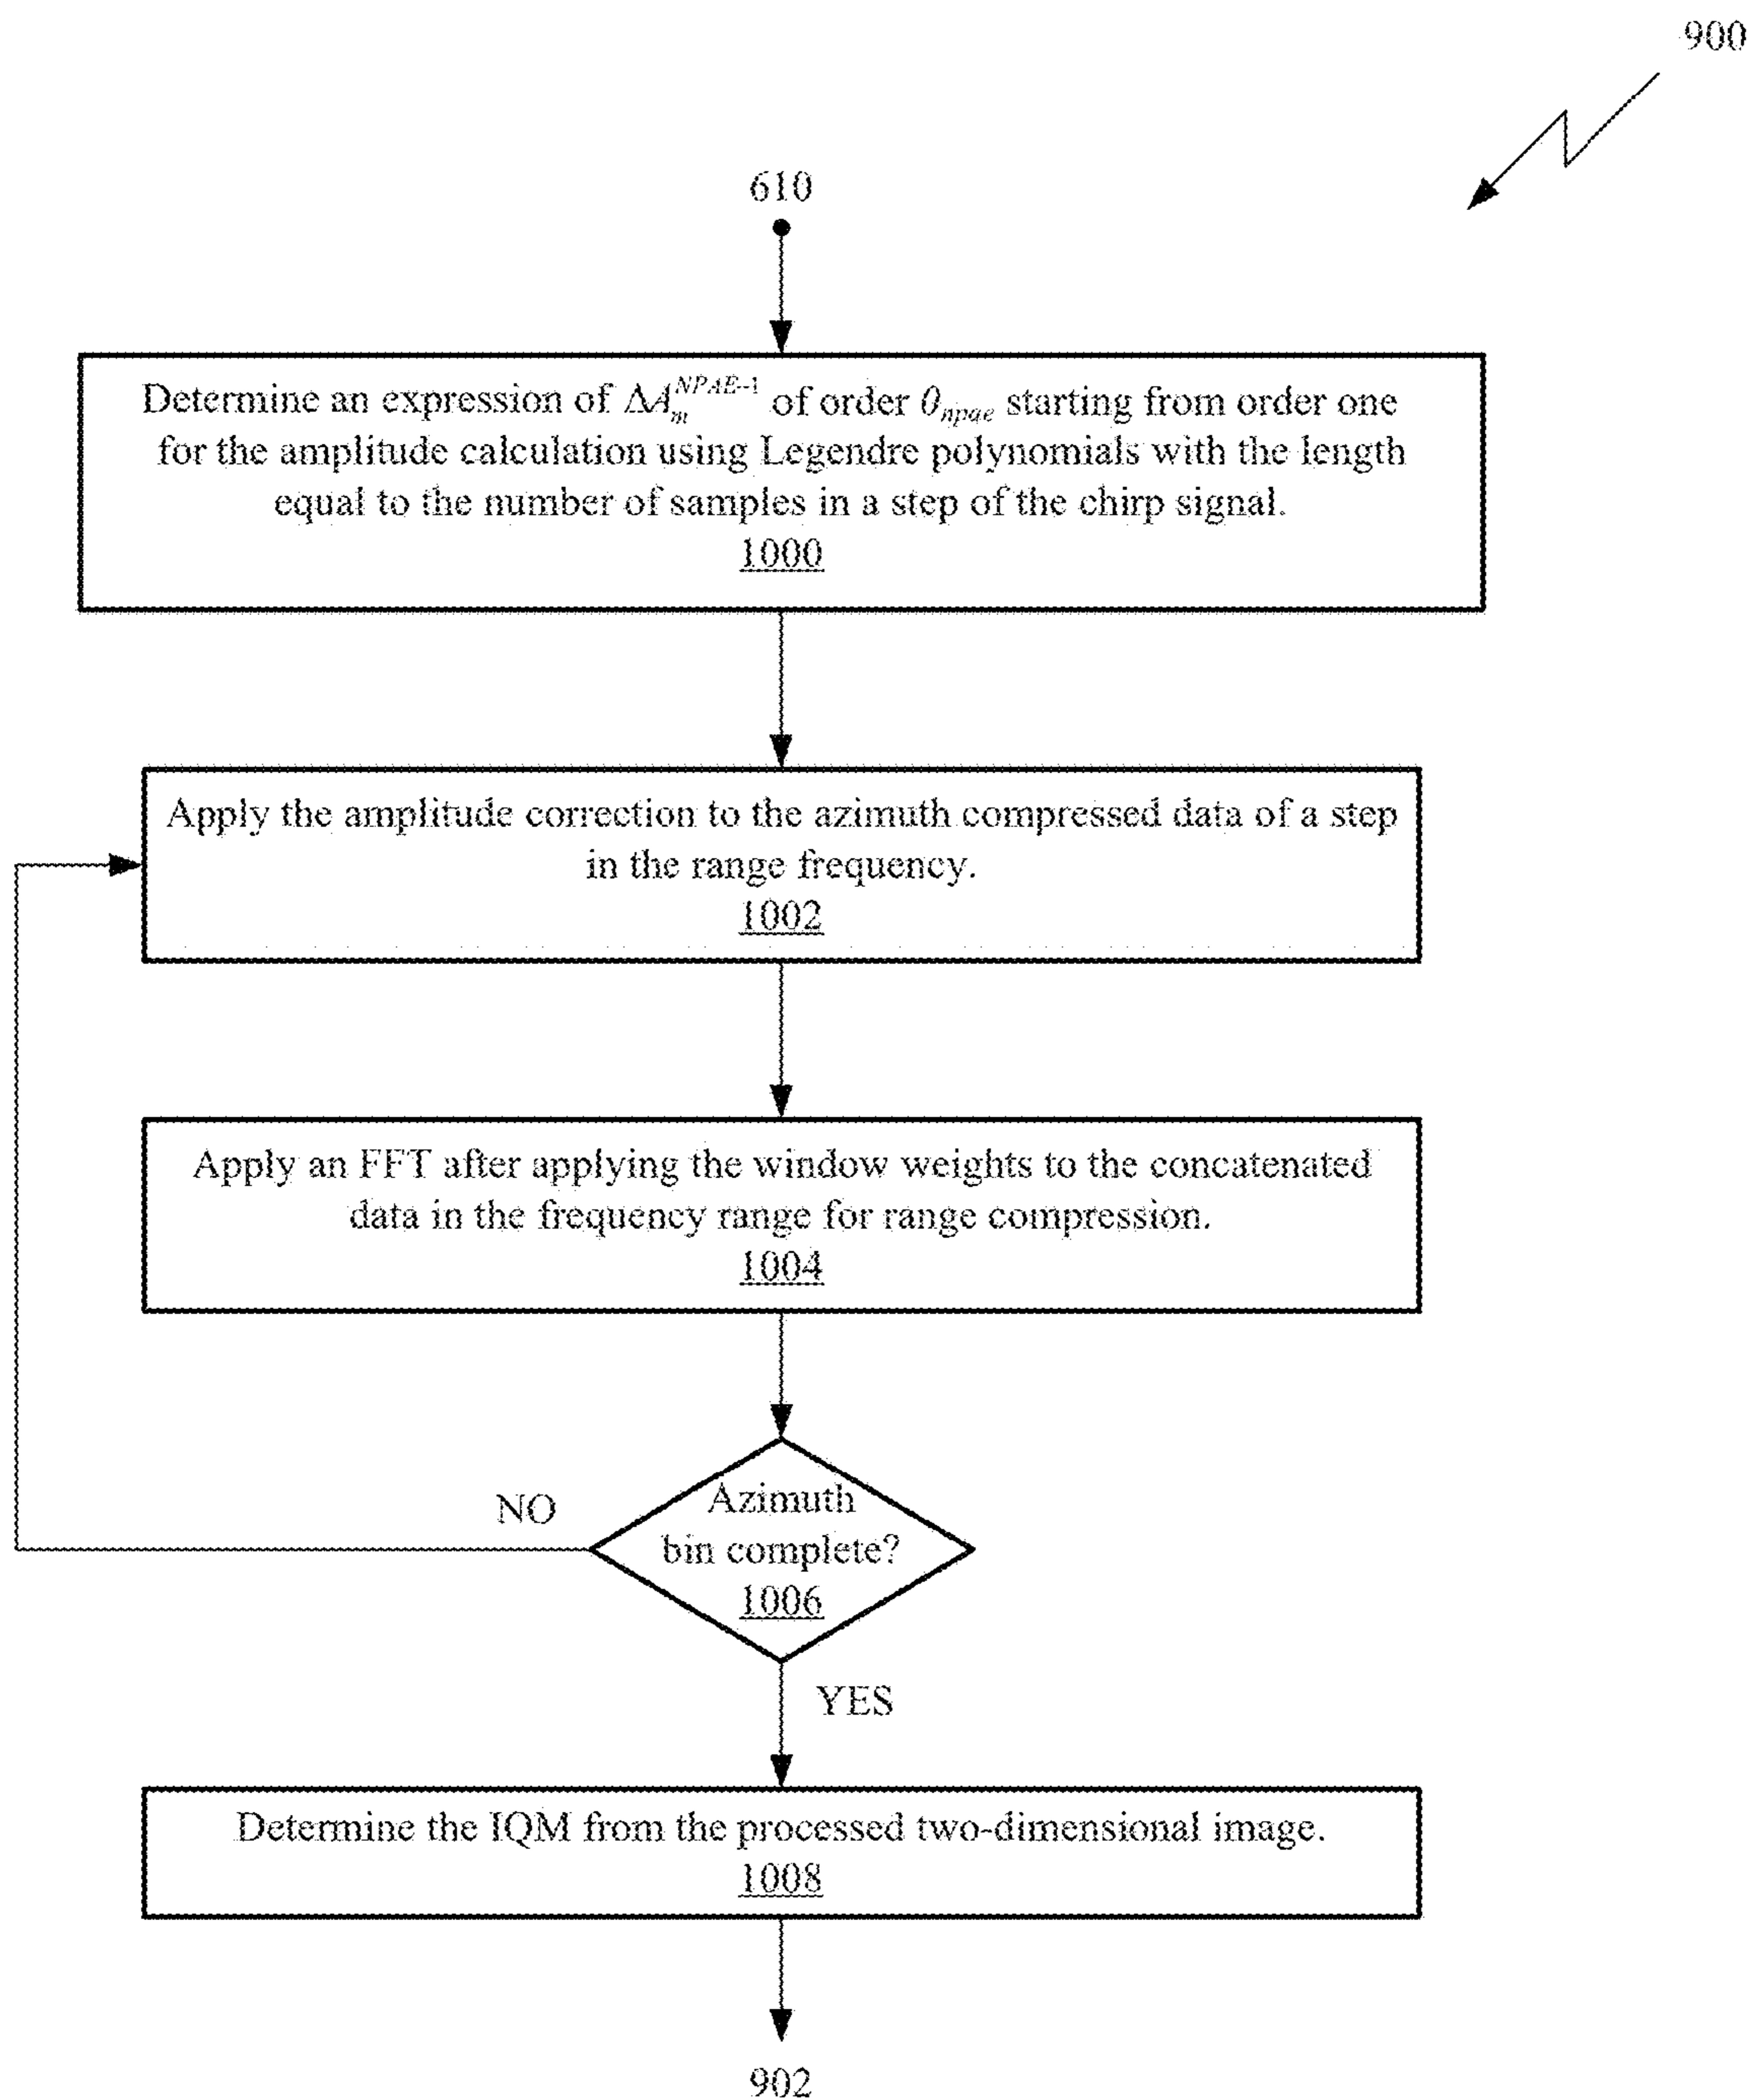 900
610
Determine an expression of ΔA_m^{NPAE-1} of order θ_{npae} starting from order one
for the amplitude calculation using Legendre polynomials with the length
equal to the number of samples in a step of the chirp signal.
1000
Apply the amplitude correction to the azimuth compressed data of a step
in the range frequency.
1002
Apply an FFT after applying the window weights to the concatenated
data in the frequency range for range compression.
1004
NO
Azimuth
bin complete?
1006
YES
Determine the IQM from the processed two-dimensional image.
1008
902